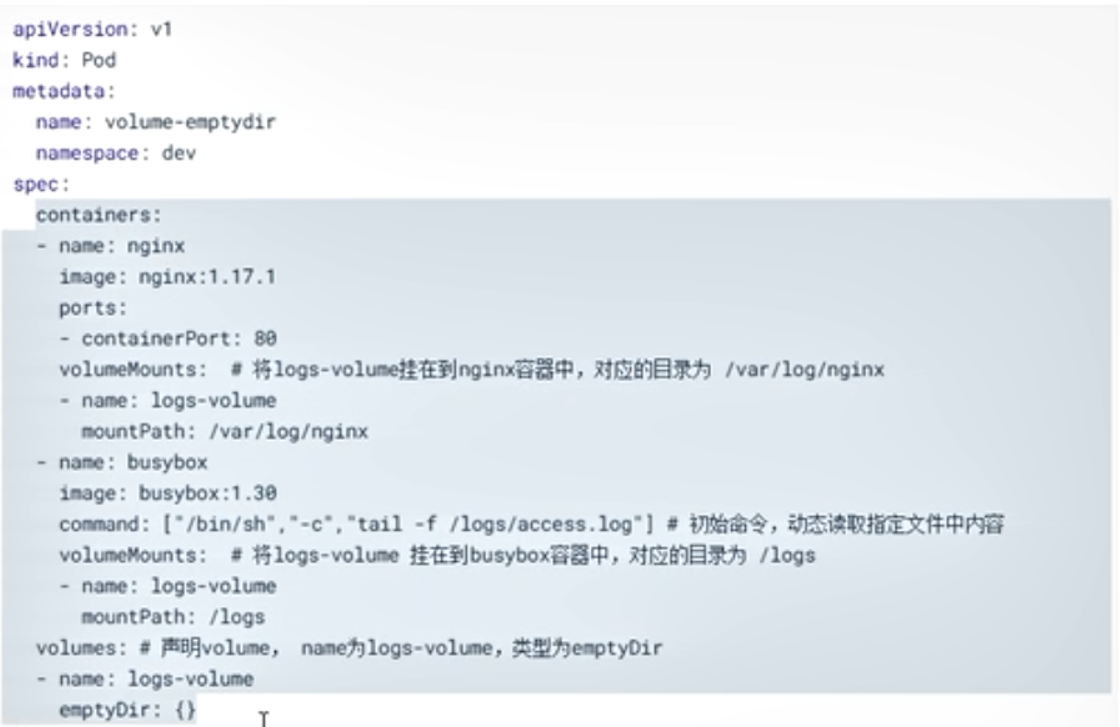 apiVersion: v1
kind: Pod
metadata:
  name: volume-emptydir
  namespace: dev
spec:
  containers:
  - name: nginx
    image: nginx:1.17.1
    ports:
    - containerPort: 80
    volumeMounts:  # 将logs-volume挂在到nginx容器中，对应的目录为 /var/log/nginx
    - name: logs-volume
      mountPath: /var/log/nginx
  - name: busybox
    image: busybox:1.30
    command: ["/bin/sh","-c","tail -f /logs/access.log"] # 初始命令，动态读取指定文件中内容
    volumeMounts:  # 将logs-volume 挂在到busybox容器中，对应的目录为 /logs
    - name: logs-volume
      mountPath: /logs
  volumes: # 声明volume， name为logs-volume，类型为emptyDir
  - name: logs-volume
    emptyDir: {}